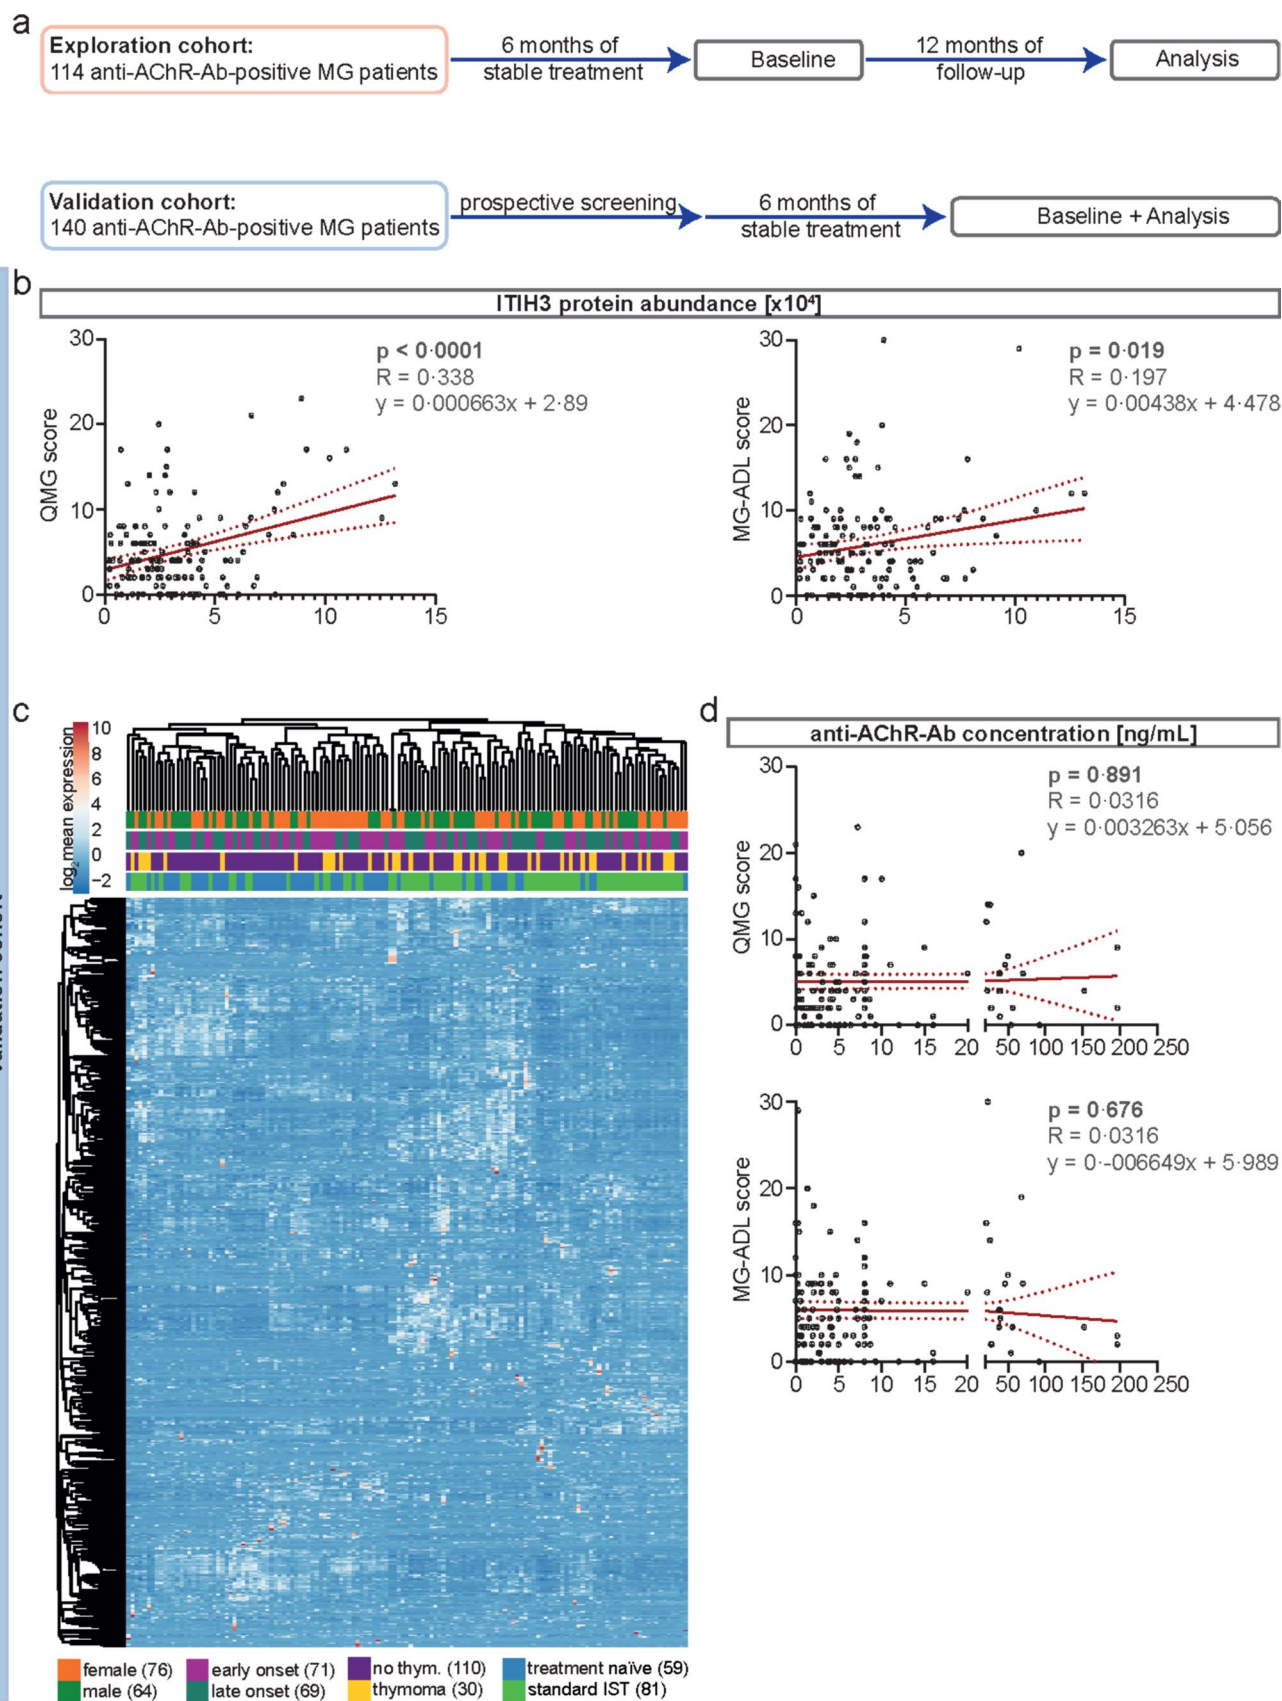 a
Exploration cohort:
114 anti-AChR-Ab-positive MG patients
6 months of
stable treatment
Baseline
12 months of
follow-up
Analysis
Validation cohort:
140 anti-AChR-Ab-positive MG patients
prospective screening
6 months of
stable treatment
Baseline + Analysis
b
ITIH3 protein abundance [x10⁴]
QMG score
30
20
10
0
0 5 10 15
p < 0·0001
R = 0·338
y = 0·000663x + 2·89
MG-ADL score
30
20
10
0
0 5 10 15
p = 0·019
R = 0·197
y = 0·00438x + 4·478
c
log₂ mean expression
10
8
6
4
2
0
−2
female (76)
male (64)
early onset (71)
late onset (69)
no thym. (110)
thymoma (30)
treatment naïve (59)
standard IST (81)
d
anti-AChR-Ab concentration [ng/mL]
QMG score
30
20
10
0
0 5 10 15 20 50 100 150 200 250
p = 0·891
R = 0·0316
y = 0·003263x + 5·056
MG-ADL score
30
20
10
0
0 5 10 15 20 50 100 150 200 250
p = 0·676
R = 0·0316
y = 0·-006649x + 5·989